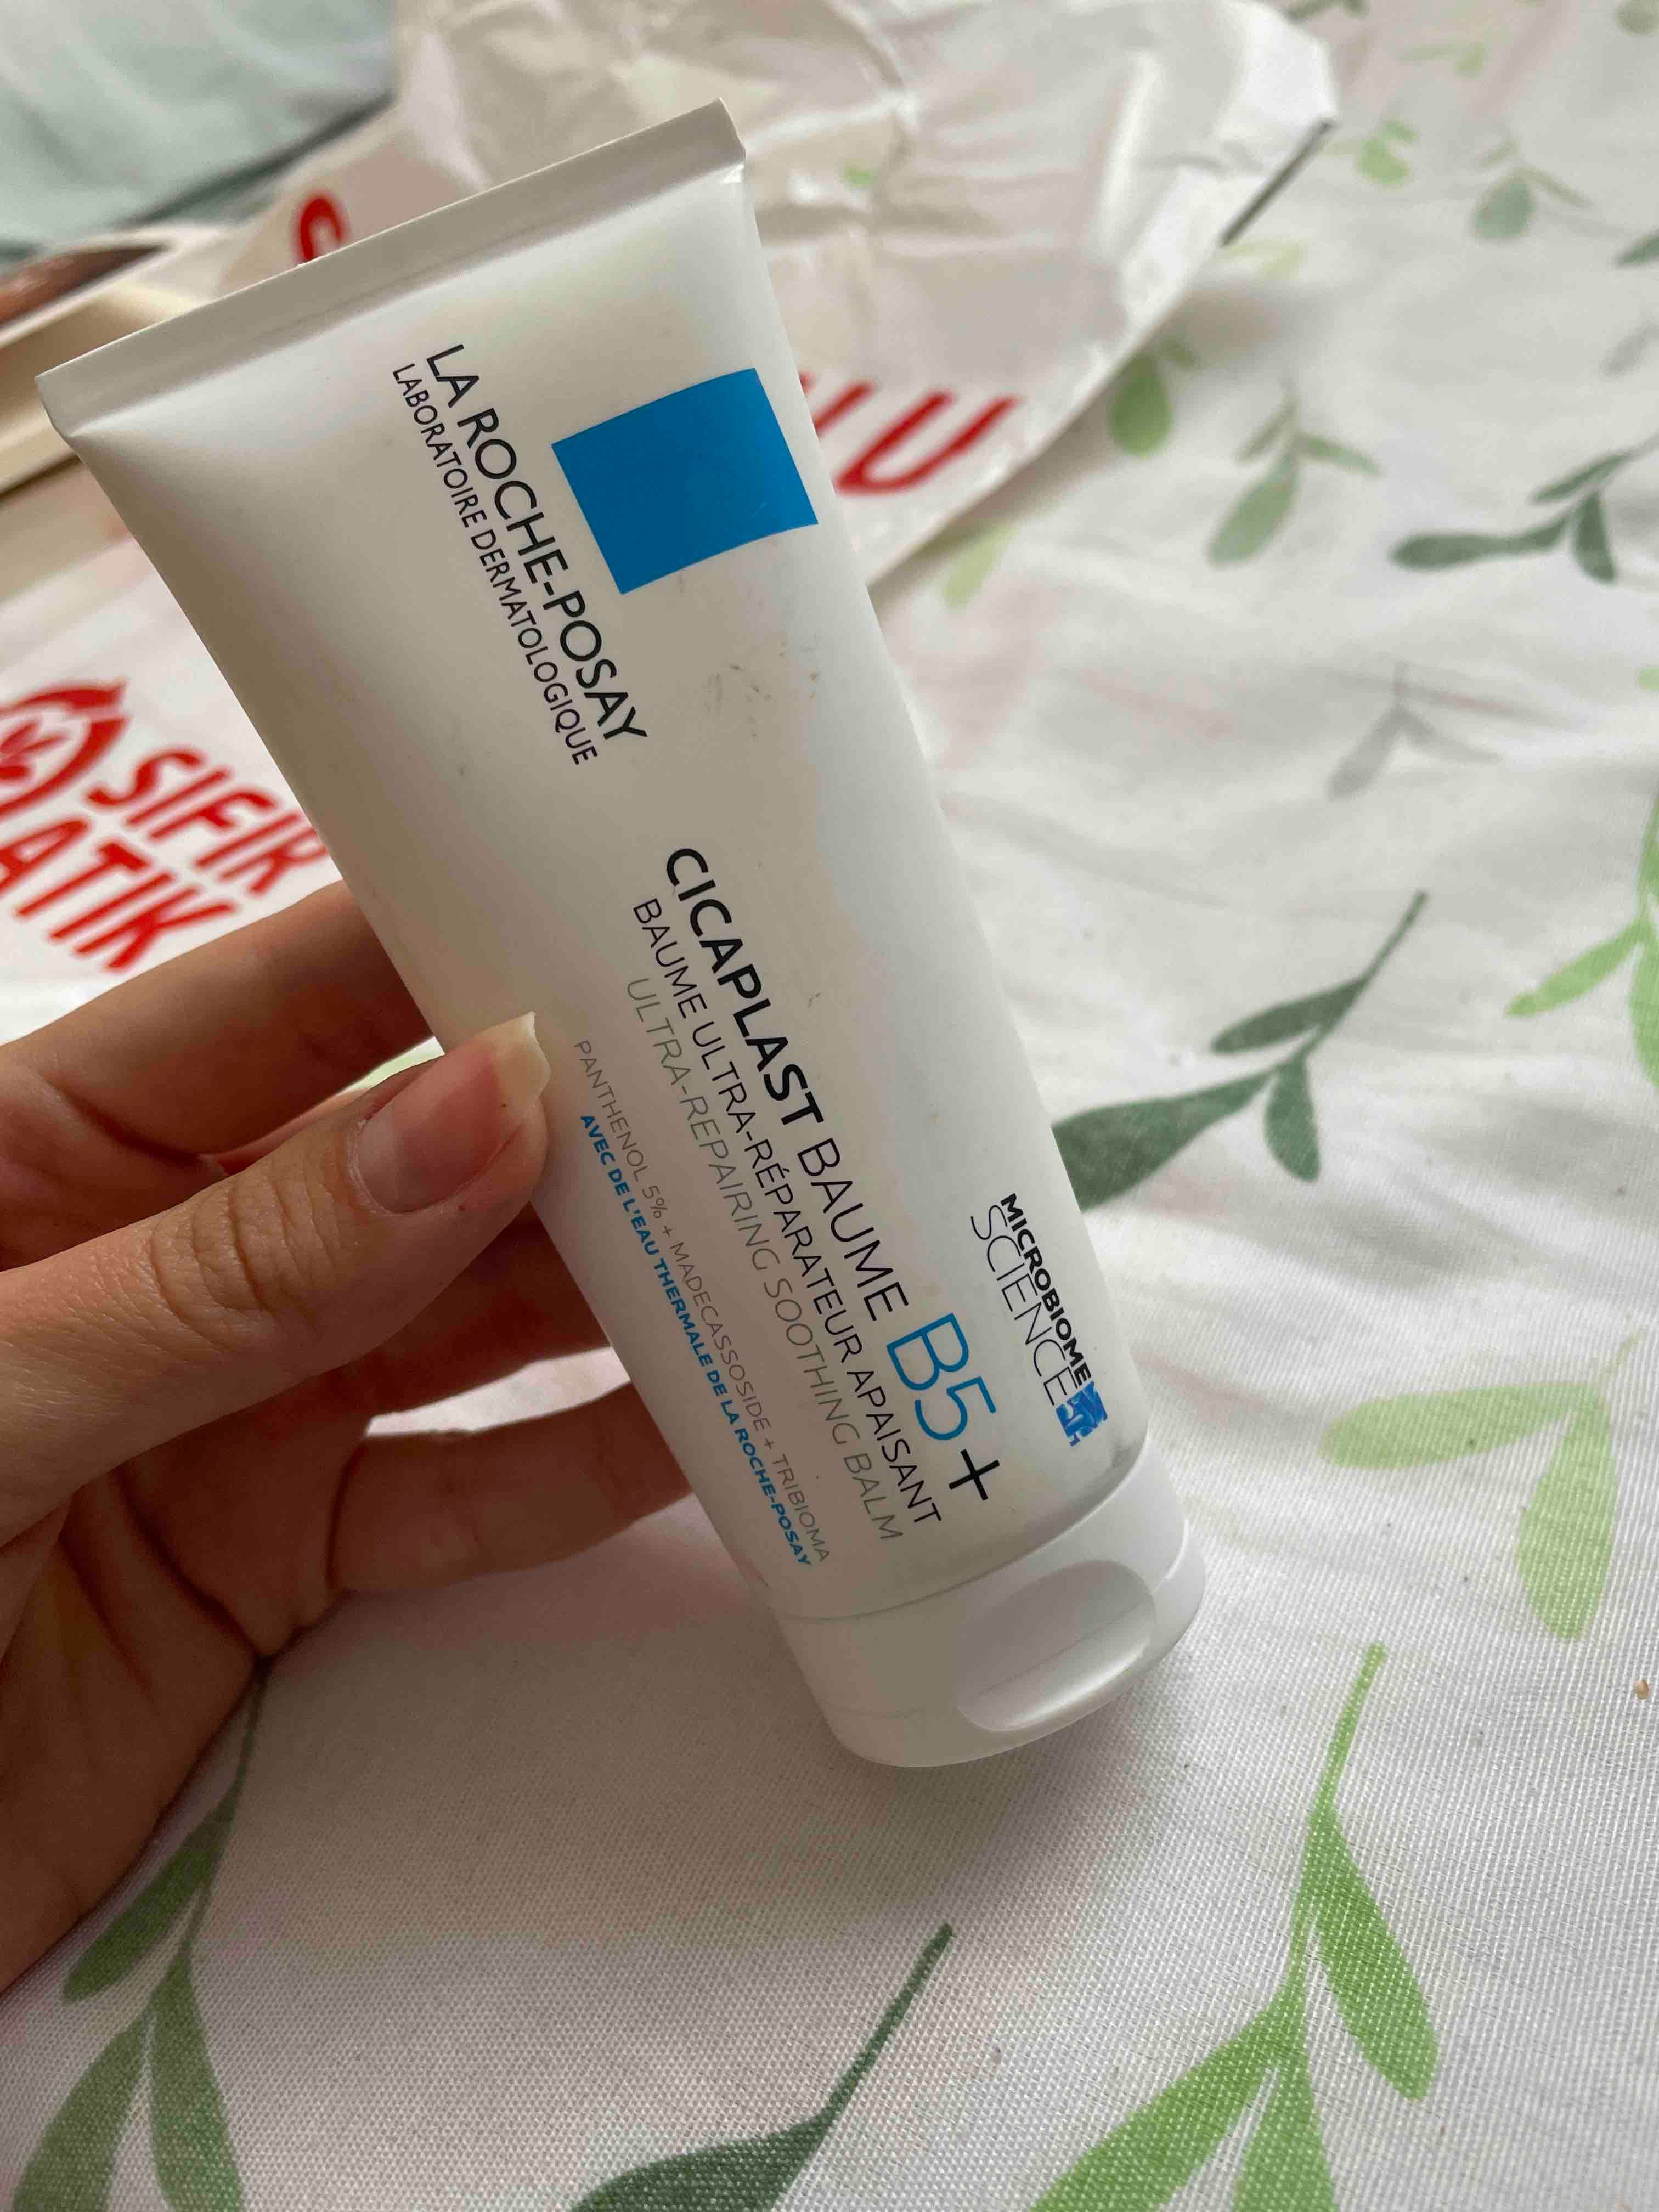 LA ROCHE-POSAY
LABORATOIRE DERMATOLOGIQUE
CICAPLAST BAUME B5+
BAUME ULTRA-RÉPARATEUR APAISANT
ULTRA-REPAIRING SOOTHING BALM
PANTHENOL 5% + MADECASSOSIDE + TRIBIOMA
AVEC DE L'EAU THERMALE DE LA ROCHE-POSAY
MICROBIOME
SCIENCE
SIFIR
ATIK